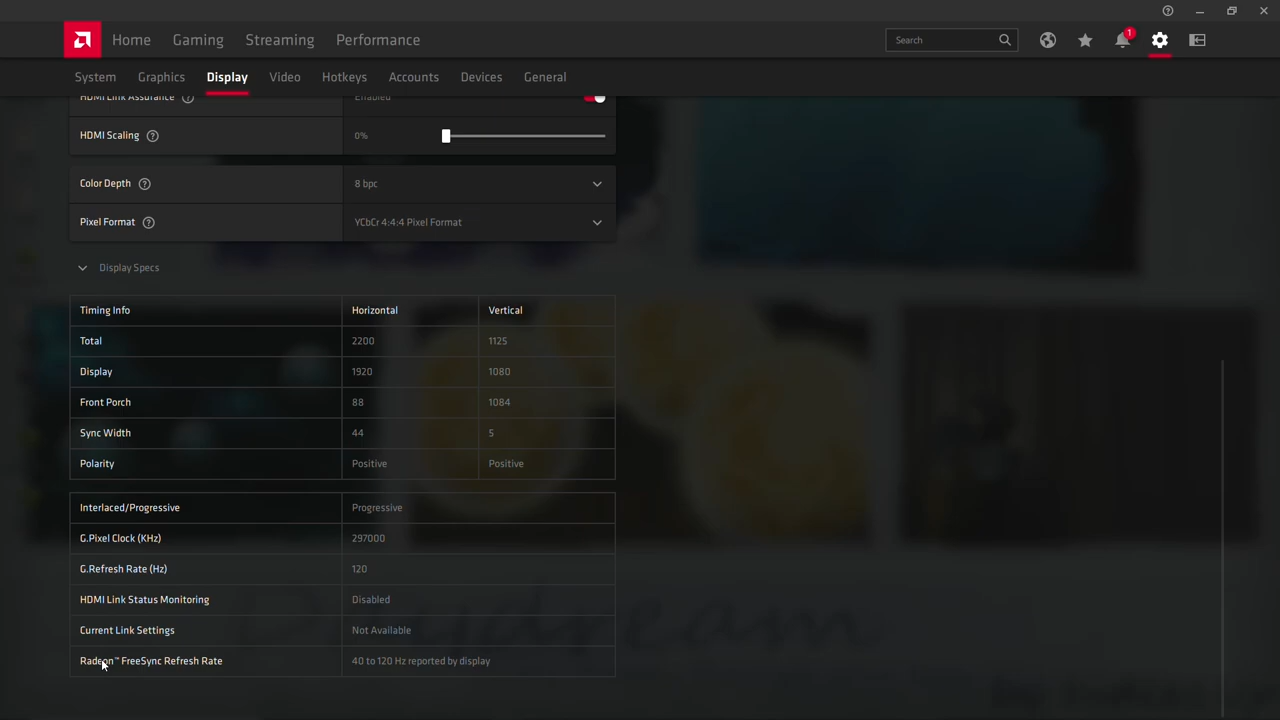 Home Gaming Streaming Performance Search 1
System Graphics Display Video Hotkeys Accounts Devices General
HDMI Link Assurance Enabled
HDMI Scaling 0%
Color Depth 8 bpc
Pixel Format YCbCr 4:4:4 Pixel Format
Display Specs
Timing Info Horizontal Vertical
Total 2200 1125
Display 1920 1080
Front Porch 88 1084
Sync Width 44 5
Polarity Positive Positive
Interlaced/Progressive Progressive
G.Pixel Clock (KHz) 297000
G.Refresh Rate (Hz) 120
HDMI Link Status Monitoring Disabled
Current Link Settings Not Available
Radeon™ FreeSync Refresh Rate 40 to 120 Hz reported by display